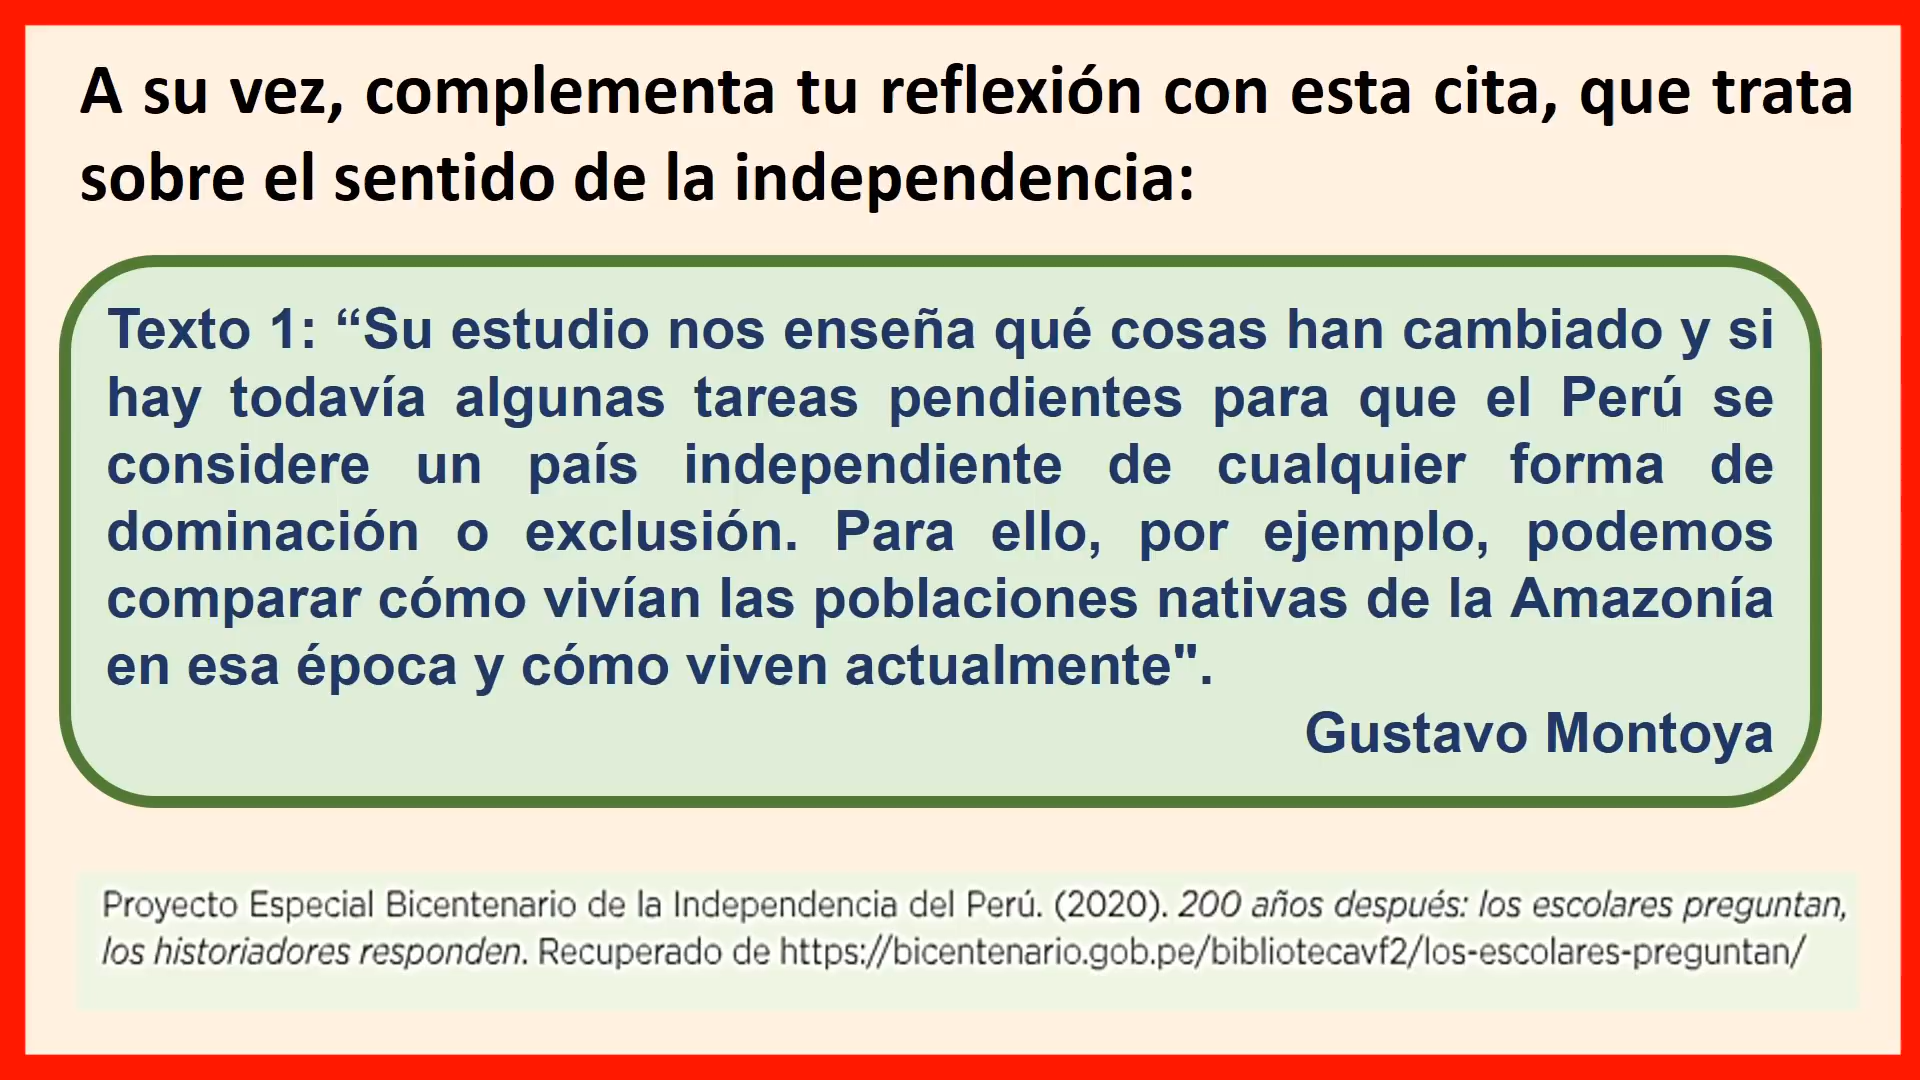 A su vez, complementa tu reflexión con esta cita, que trata
sobre el sentido de la independencia:
Texto 1: “Su estudio nos enseña qué cosas han cambiado y si
hay todavía algunas tareas pendientes para que el Perú se
considere un país independiente de cualquier forma de
dominación o exclusión. Para ello, por ejemplo, podemos
comparar cómo vivían las poblaciones nativas de la Amazonía
en esa época y cómo viven actualmente".
Gustavo Montoya
Proyecto Especial Bicentenario de la Independencia del Perú. (2020). 200 años después: los escolares preguntan,
los historiadores responden. Recuperado de https://bicentenario.gob.pe/bibliotecavf2/los-escolares-preguntan/